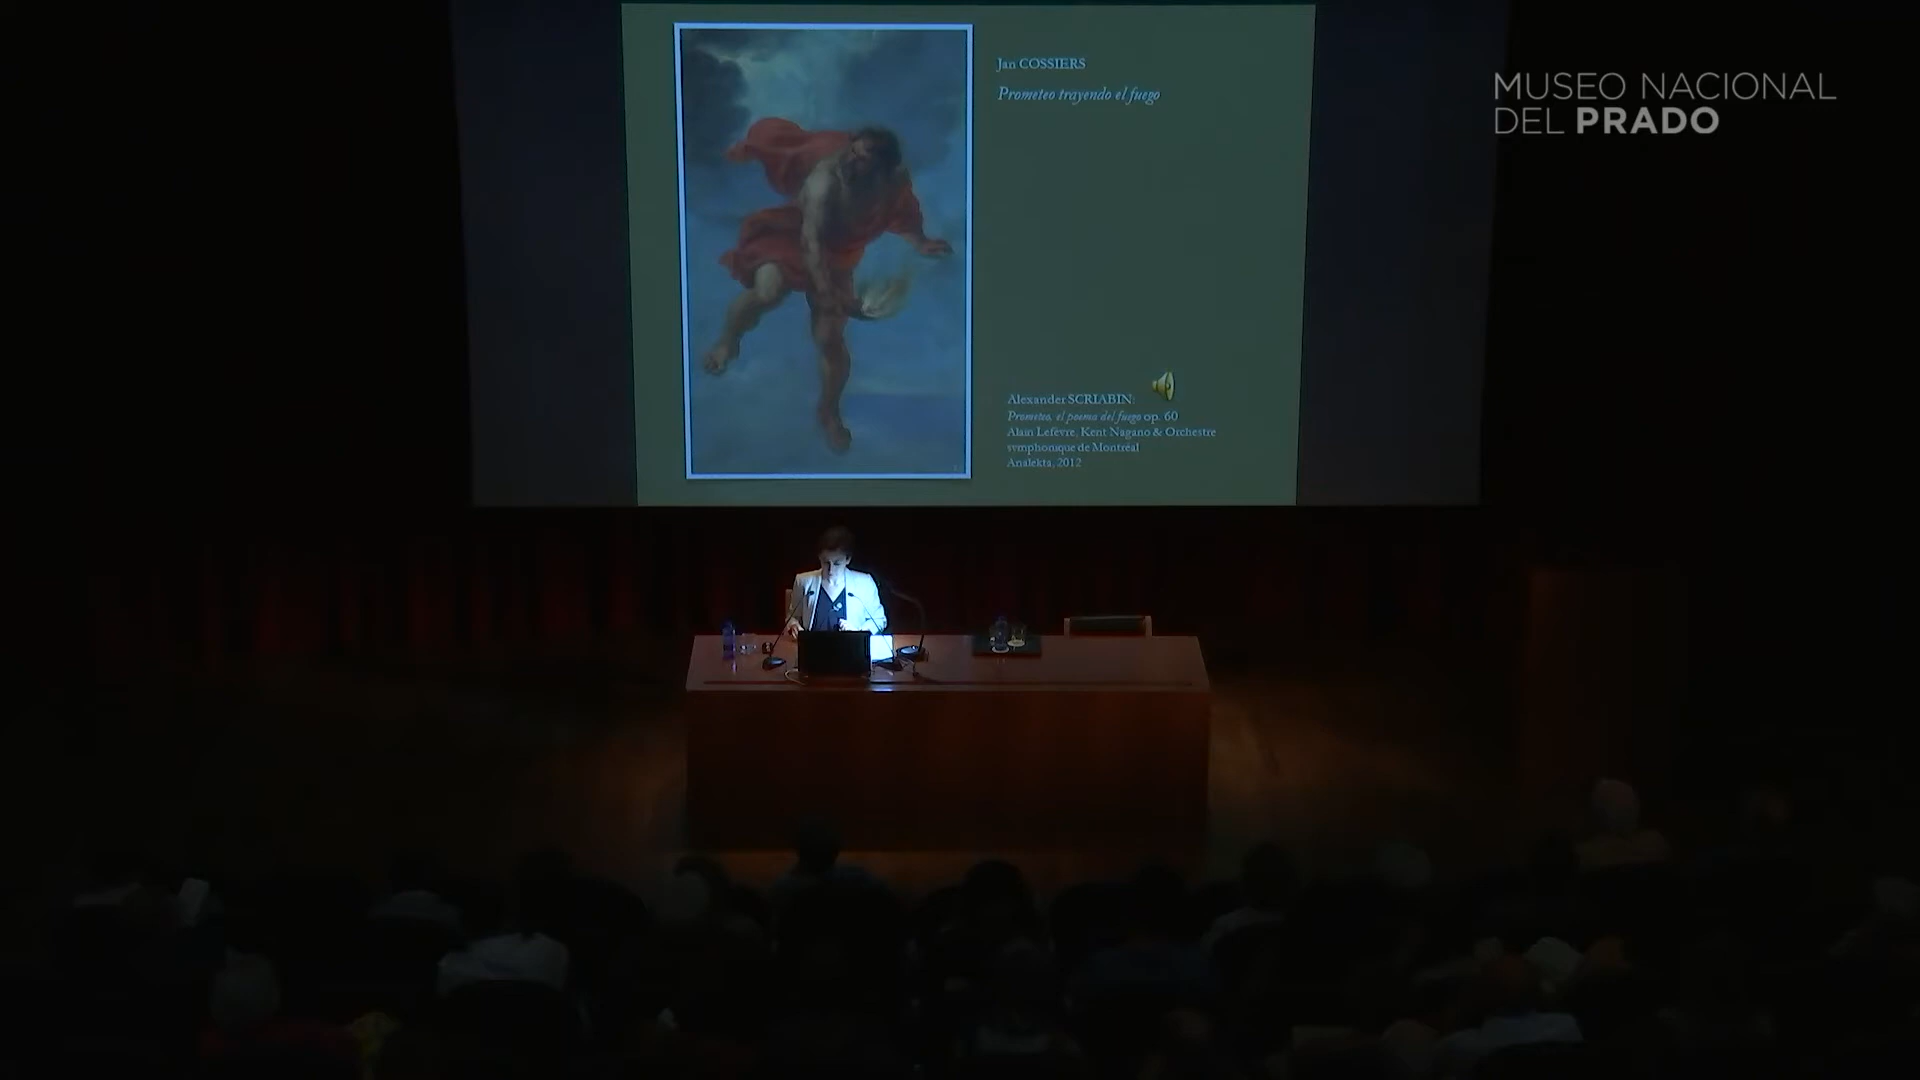 Jan COSSIERS
Prometeo trayendo el fuego
MUSEO NACIONAL
DEL PRADO
Alexander SCRIABIN:
Prometeo, el poema del fuego op. 60
Alain Lefèvre, Kent Nagano & Orchestre
symphonique de Montréal
Analekta, 2012